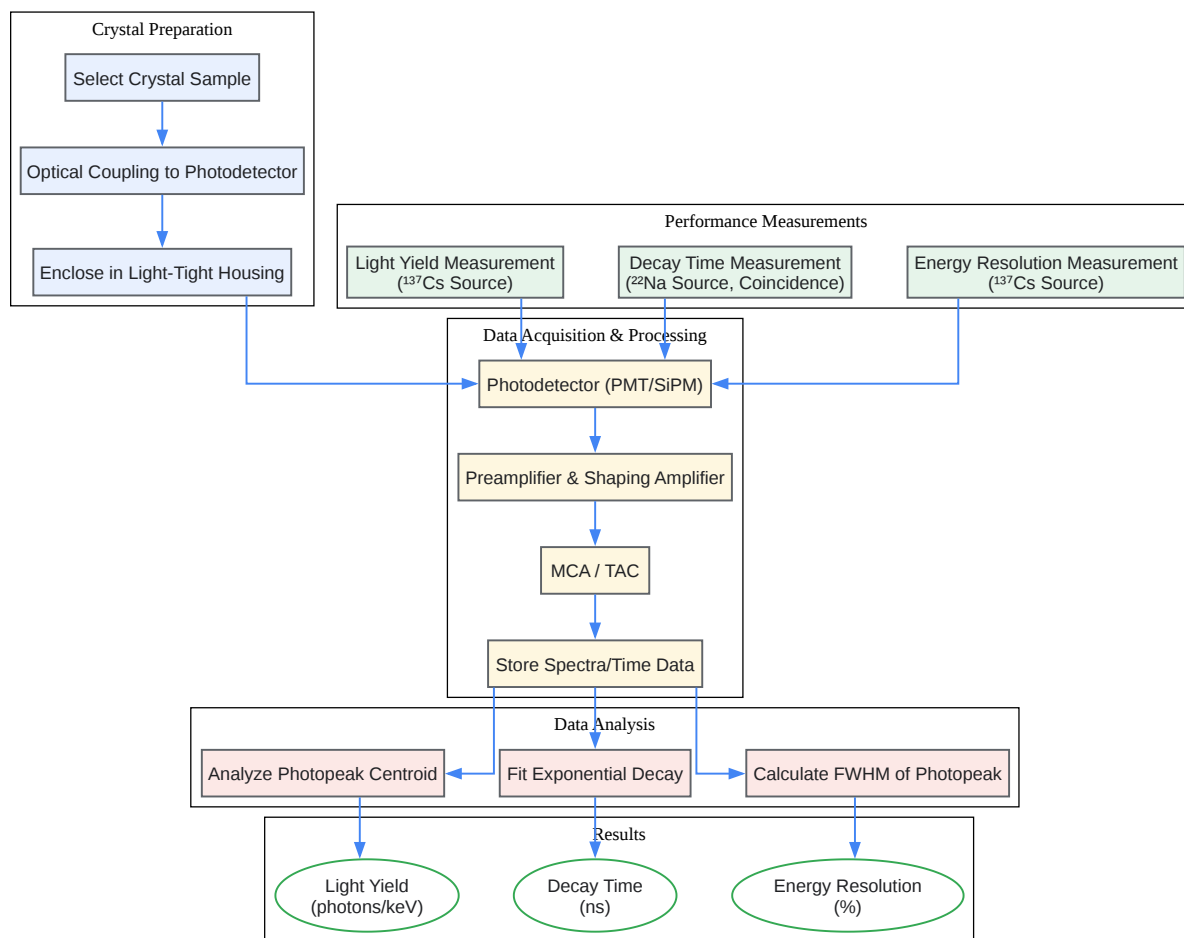 Crystal Preparation
Select Crystal Sample
Optical Coupling to Photodetector
Enclose in Light-Tight Housing
Performance Measurements
Light Yield Measurement
(¹³⁷Cs Source)
Decay Time Measurement
(²²Na Source, Coincidence)
Energy Resolution Measurement
(¹³⁷Cs Source)
Data Acquisition & Processing
Photodetector (PMT/SiPM)
Preamplifier & Shaping Amplifier
MCA / TAC
Store Spectra/Time Data
Data Analysis
Analyze Photopeak Centroid
Fit Exponential Decay
Calculate FWHM of Photopeak
Results
Light Yield
(photons/keV)
Decay Time
(ns)
Energy Resolution
(%)